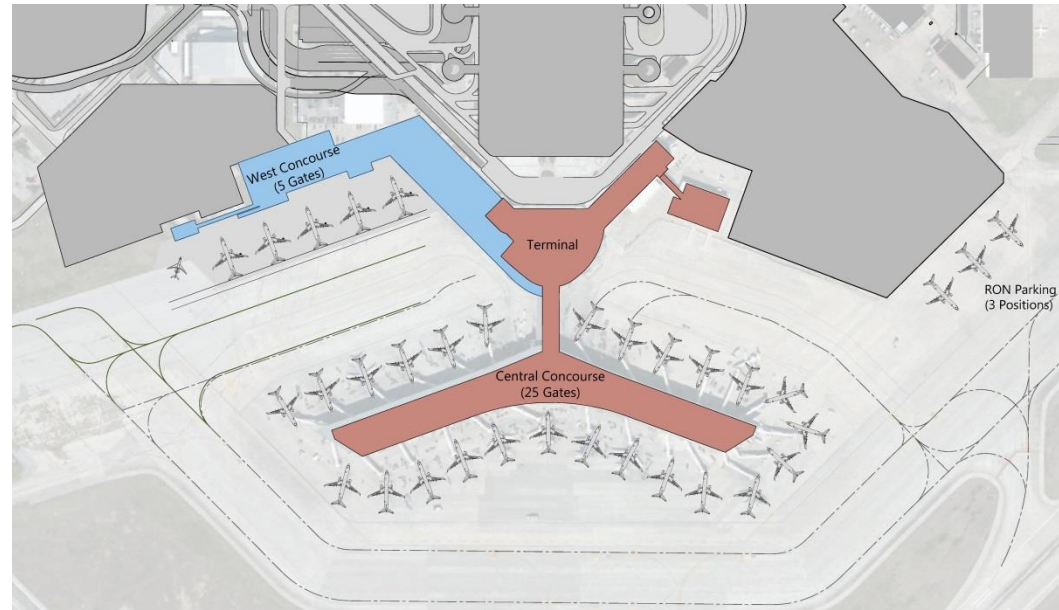 West Concourse
(5 Gates)
Terminal
RON Parking
(3 Positions)
Central Concourse
(25 Gates)